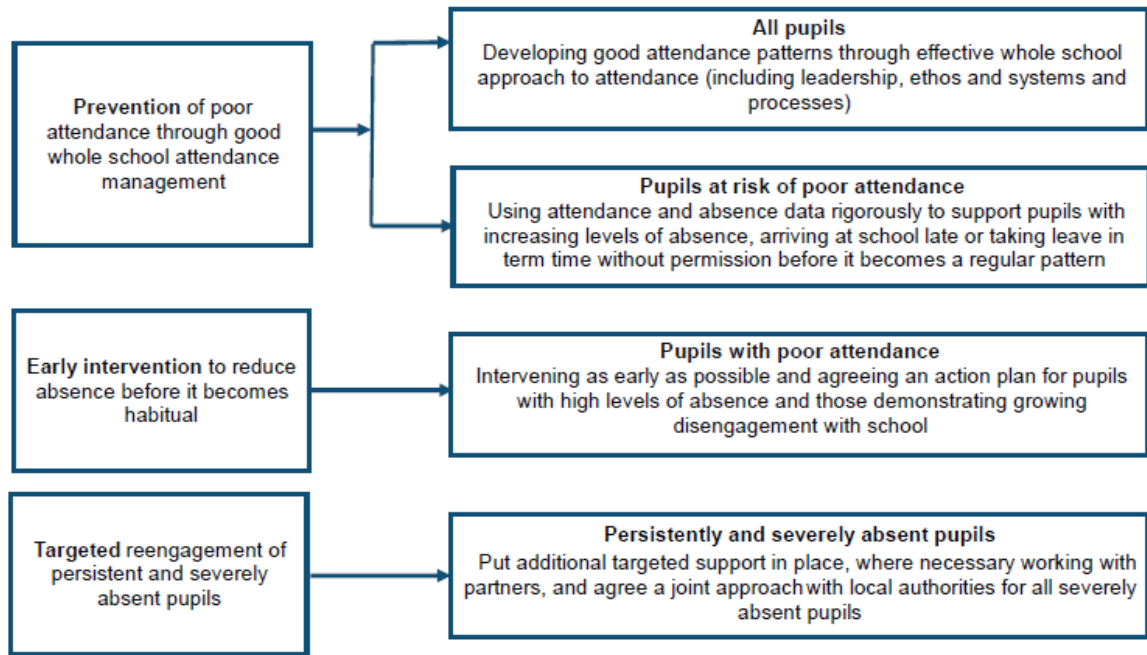 Prevention of poor
attendance through good
whole school attendance
management
All pupils
Developing good attendance patterns through effective whole school
approach to attendance (including leadership, ethos and systems and
processes)
Pupils at risk of poor attendance
Using attendance and absence data rigorously to support pupils with
increasing levels of absence, arriving at school late or taking leave in
term time without permission before it becomes a regular pattern
Early intervention to reduce
absence before it becomes
habitual
Pupils with poor attendance
Intervening as early as possible and agreeing an action plan for pupils
with high levels of absence and those demonstrating growing
disengagement with school
Targeted reengagement of
persistent and severely
absent pupils
Persistently and severely absent pupils
Put additional targeted support in place, where necessary working with
partners, and agree a joint approach with local authorities for all severely
absent pupils